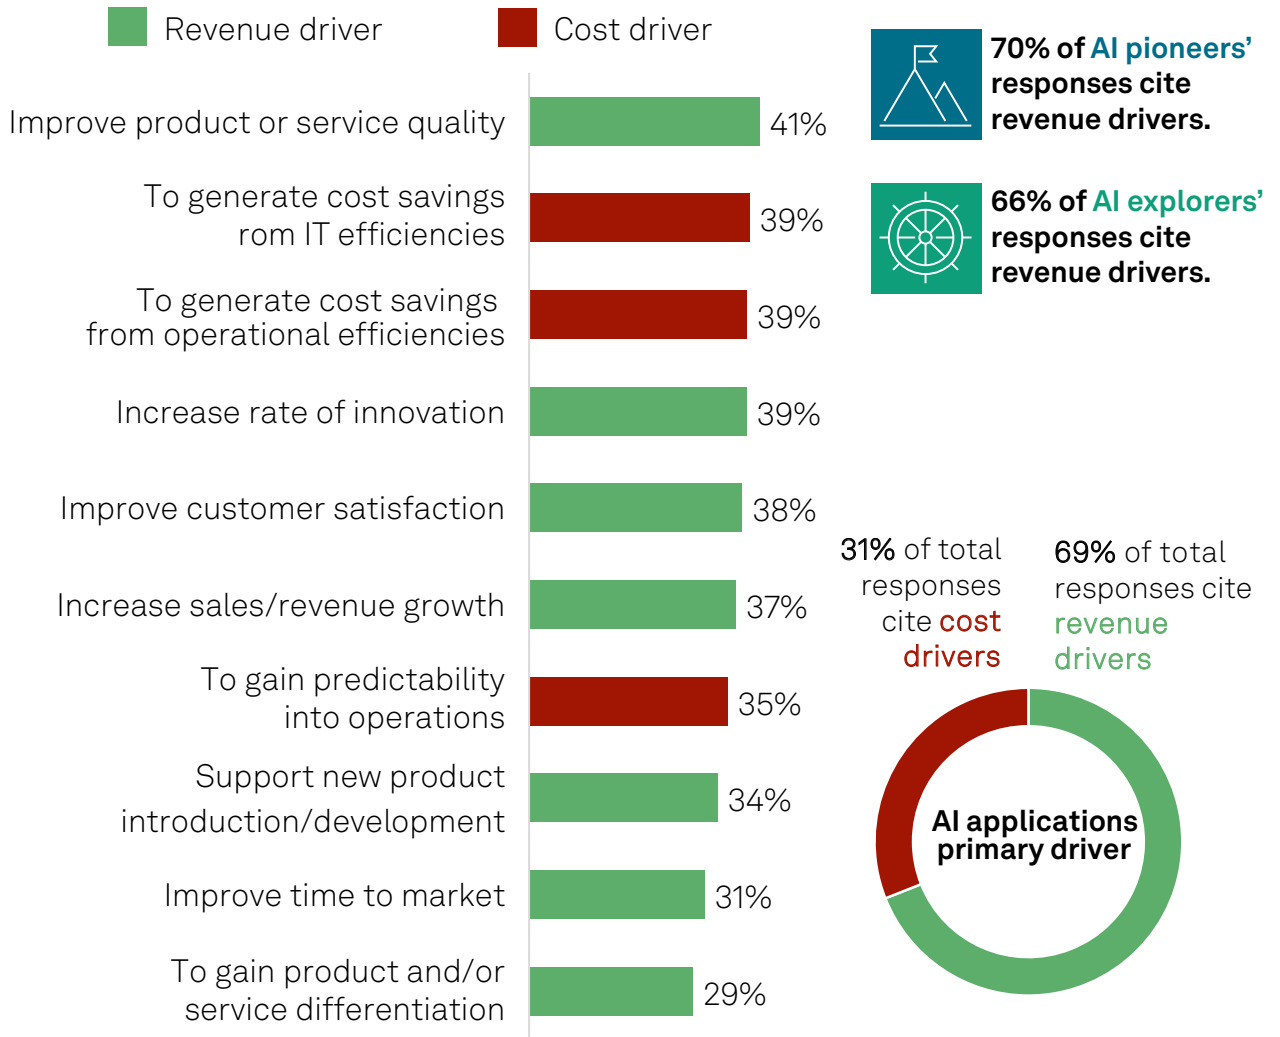 Revenue driver
Cost driver
Improve product or service quality
41%
To generate cost savings
rom IT efficiencies
39%
To generate cost savings
from operational efficiencies
39%
Increase rate of innovation
39%
Improve customer satisfaction
38%
Increase sales/revenue growth
37%
To gain predictability
into operations
35%
Support new product
introduction/development
34%
Improve time to market
31%
To gain product and/or
service differentiation
29%
70% of AI pioneers’
responses cite
revenue drivers.
66% of AI explorers’
responses cite
revenue drivers.
31% of total
responses
cite cost
drivers
69% of total
responses cite
revenue
drivers
AI applications
primary driver